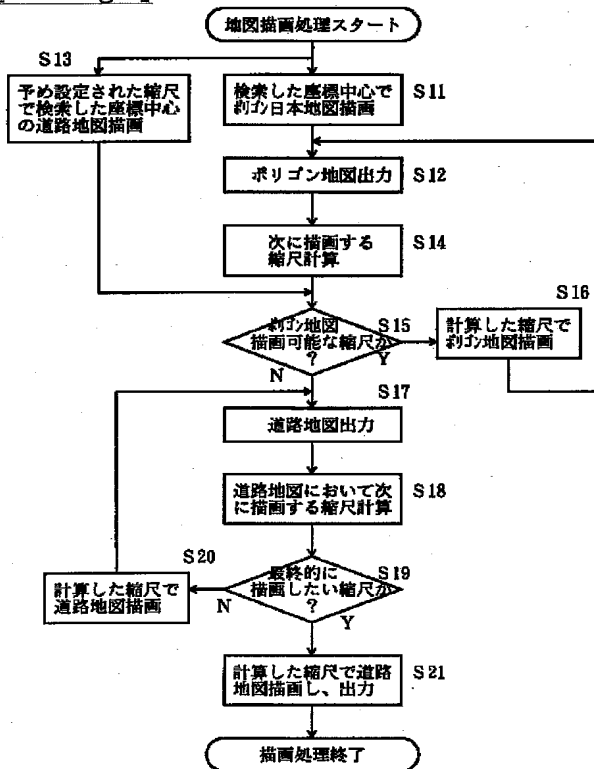 地図描画処理スタート
S13
予め設定された縮尺
で検索した座標中心
の道路地図描画
検索した座標中心で
ポリゴン日本地図描画
S11
ポリゴン地図出力
S12
次に描画する
縮尺計算
S14
ポリゴン地図
描画可能な縮尺か
?
S15
Y
N
S16
計算した縮尺で
ポリゴン地図描画
S17
道路地図出力
道路地図において次
に描画する縮尺計算
S18
最終的に
描画したい縮尺か
?
S19
N
Y
S20
計算した縮尺で
道路地図描画
計算した縮尺で道路
地図描画し、出力
S21
描画処理終了